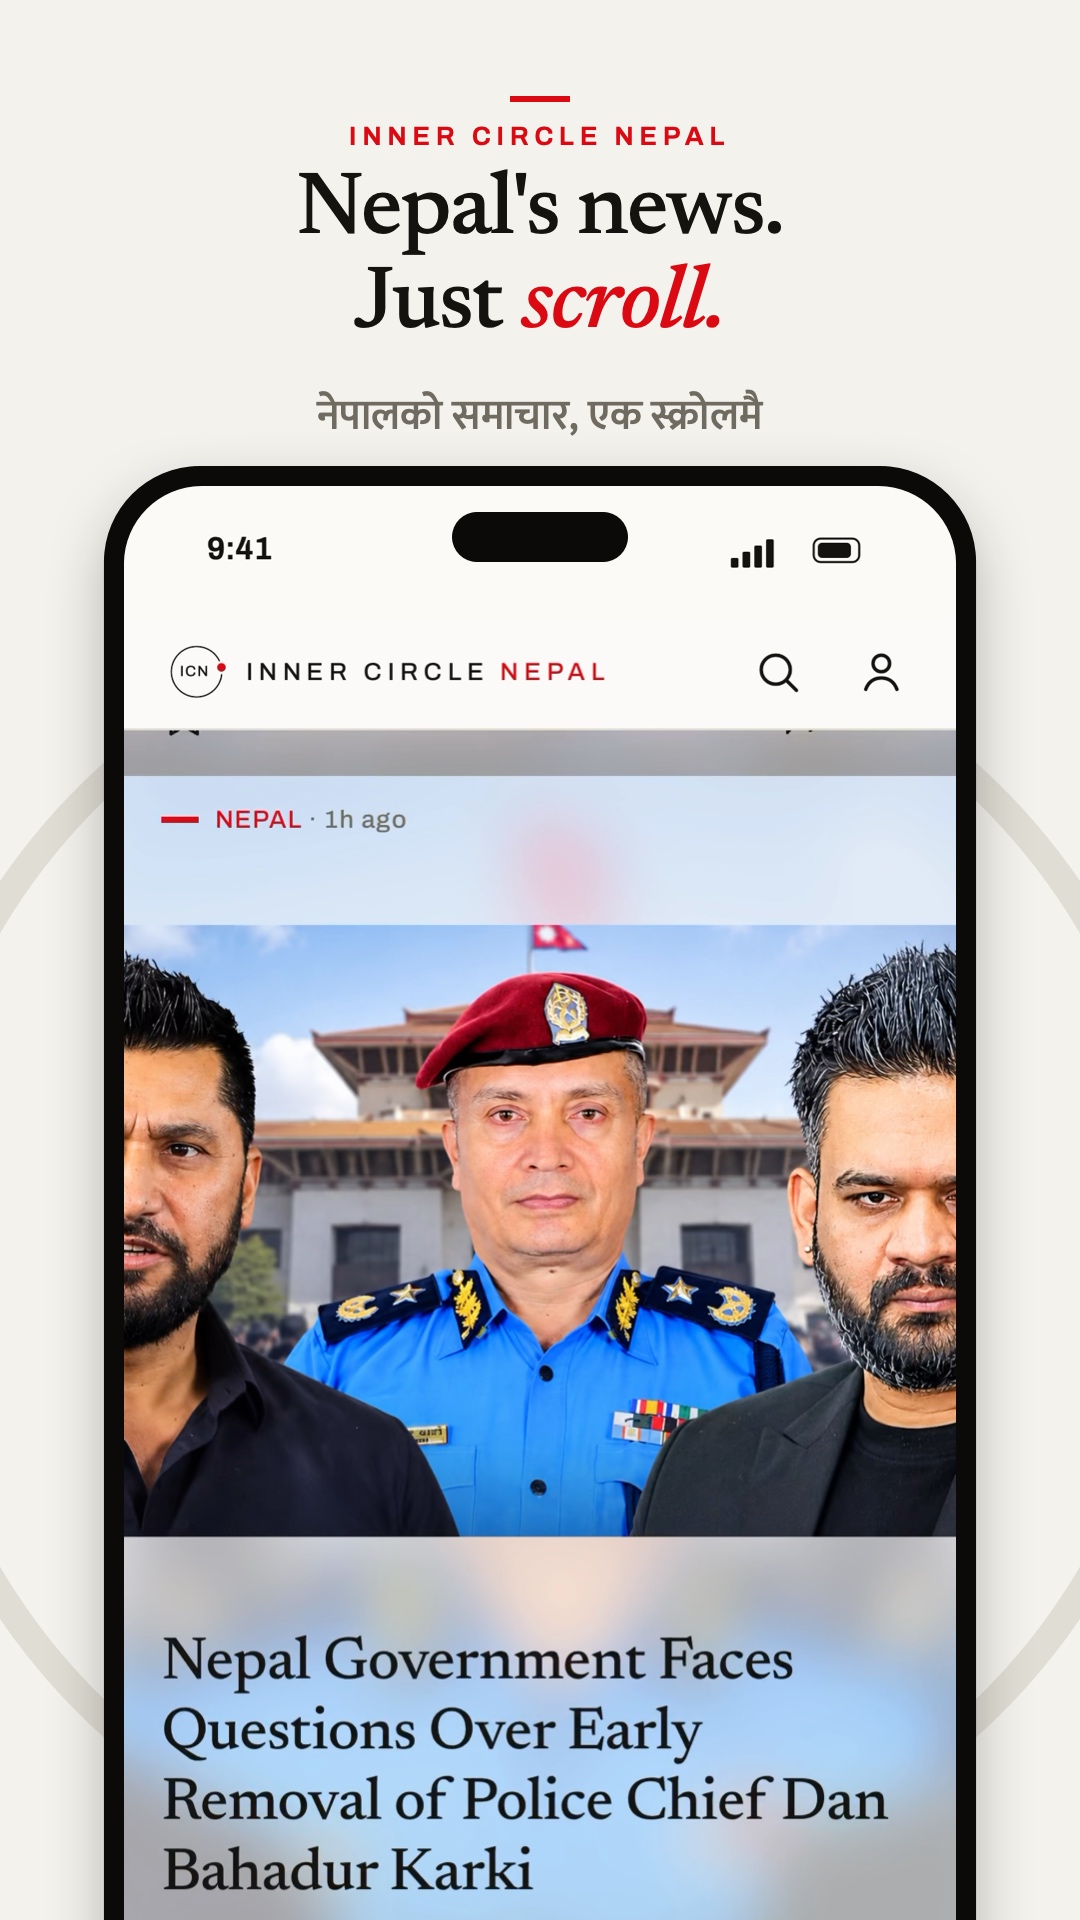 INNER CIRCLE NEPAL
Nepal's news.
Just scroll.
नेपालको समाचार, एक स्क्रोलमै
9:41
ICN
INNER CIRCLE NEPAL
NEPAL · 1h ago
Nepal Government Faces
Questions Over Early
Removal of Police Chief Dan
Bahadur Karki